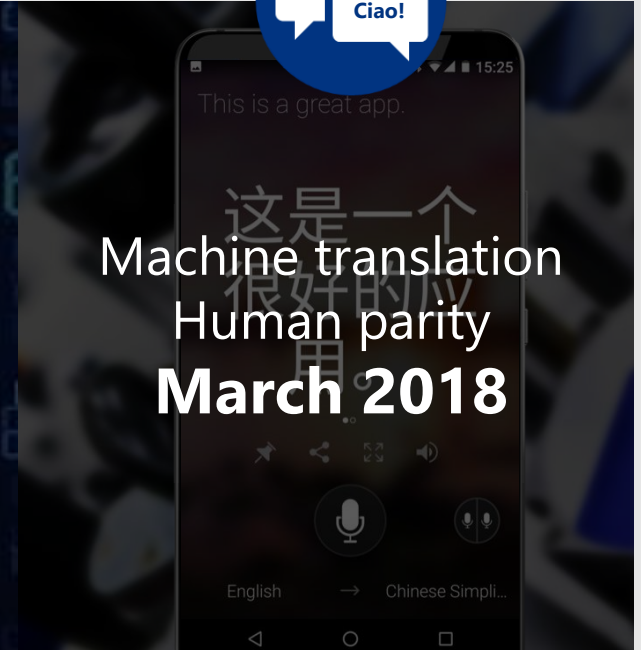 Ciao!
15:25
This is a great app.
这是一个
很好的应
用。
Machine translation
Human parity
March 2018
English
Chinese Simpli...